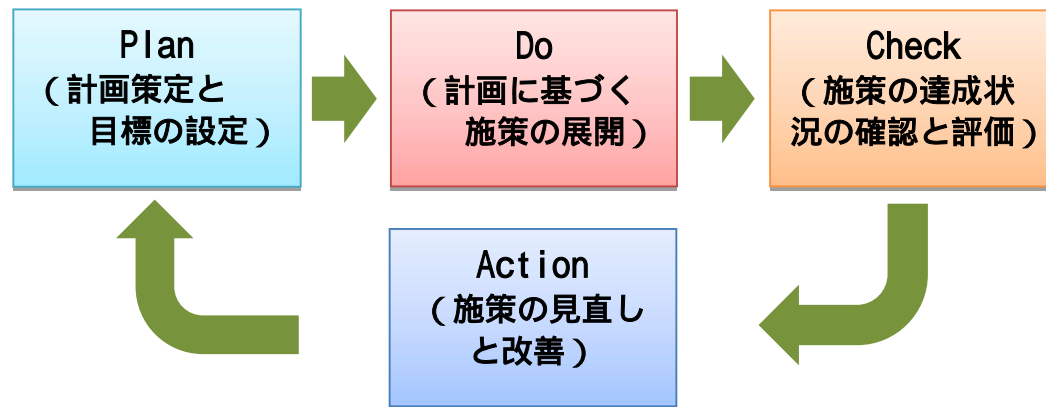 Plan
（計画策定と
目標の設定）
Do
（計画に基づく
施策の展開）
Check
（施策の達成状
況の確認と評価）
Action
（施策の見直し
と改善）